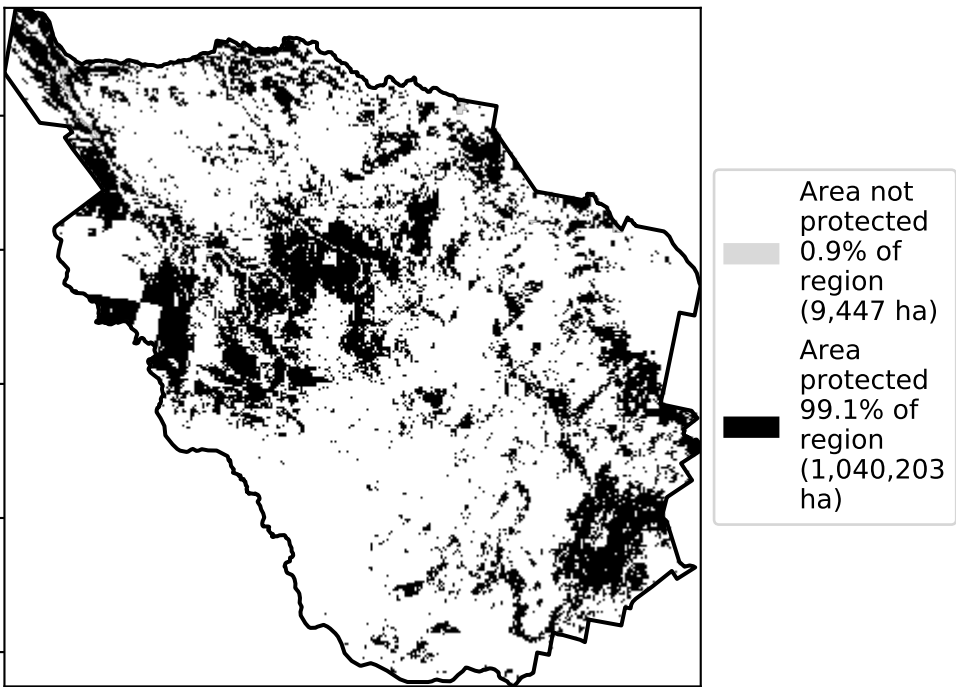 Area not
protected
0.9% of
region
(9,447 ha)
Area
protected
99.1% of
region
(1,040,203
ha)